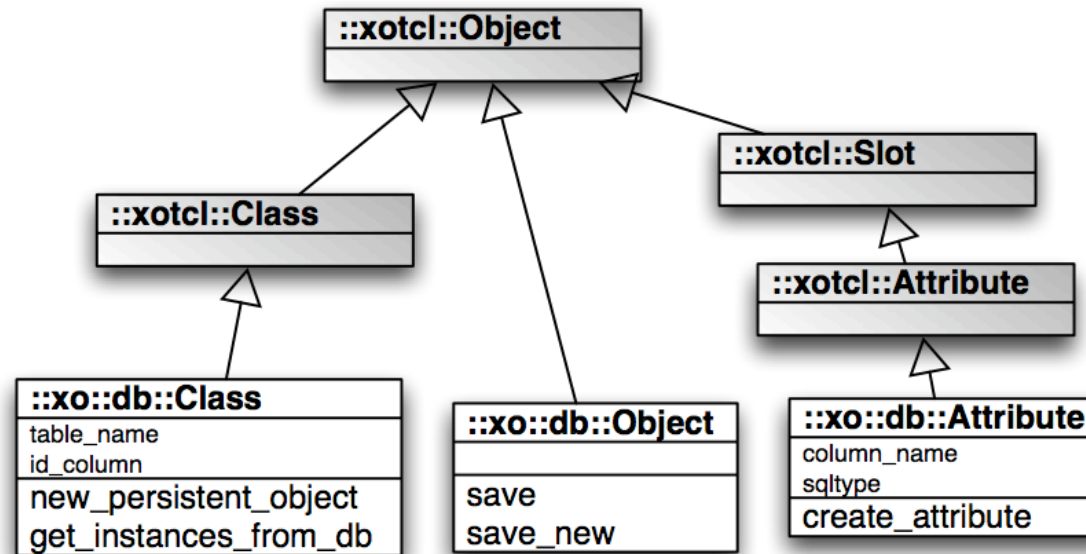 ::xotcl::Object
::xotcl::Slot
::xotcl::Class
::xotcl::Attribute
::xo::db::Class
table_name
id_column
new_persistent_object
get_instances_from_db
::xo::db::Object
save
save_new
::xo::db::Attribute
column_name
sqltype
create_attribute